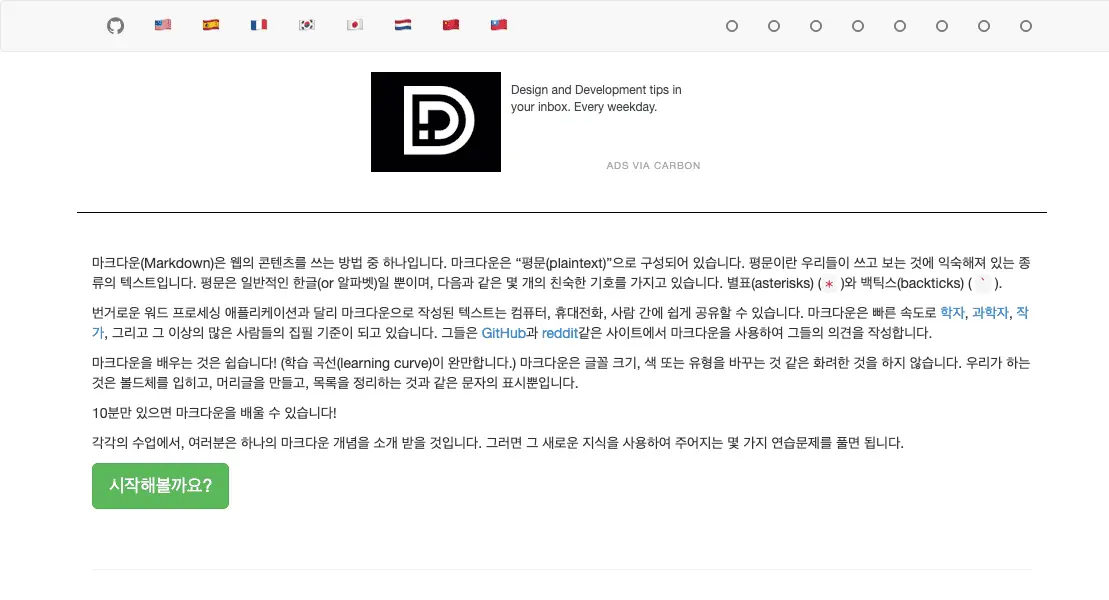 Design and Development tips in
your inbox. Every weekday.
ADS VIA CARBON
마크다운(Markdown)은 웹의 콘텐츠를 쓰는 방법 중 하나입니다. 마크다운은 “평문(plaintext)”으로 구성되어 있습니다. 평문이란 우리들이 쓰고 보는 것에 익숙해져 있는 종
류의 텍스트입니다. 평문은 일반적인 한글(or 알파벳)일 뿐이며, 다음과 같은 몇 개의 친숙한 기호를 가지고 있습니다. 별표(asterisks) ( * )와 백틱스(backticks) ( ` ).
번거로운 워드 프로세싱 애플리케이션과 달리 마크다운으로 작성된 텍스트는 컴퓨터, 휴대전화, 사람 간에 쉽게 공유할 수 있습니다. 마크다운은 빠른 속도로 학자, 과학자, 작
가, 그리고 그 이상의 많은 사람들의 집필 기준이 되고 있습니다. 그들은 GitHub과 reddit같은 사이트에서 마크다운을 사용하여 그들의 의견을 작성합니다.
마크다운을 배우는 것은 쉽습니다! (학습 곡선(learning curve)이 완만합니다.) 마크다운은 글꼴 크기, 색 또는 유형을 바꾸는 것 같은 화려한 것을 하지 않습니다. 우리가 하는
것은 볼드체를 입히고, 머리글을 만들고, 목록을 정리하는 것과 같은 문자의 표시뿐입니다.
10분만 있으면 마크다운을 배울 수 있습니다!
각각의 수업에서, 여러분은 하나의 마크다운 개념을 소개 받을 것입니다. 그러면 그 새로운 지식을 사용하여 주어지는 몇 가지 연습문제를 풀면 됩니다.
시작해볼까요?